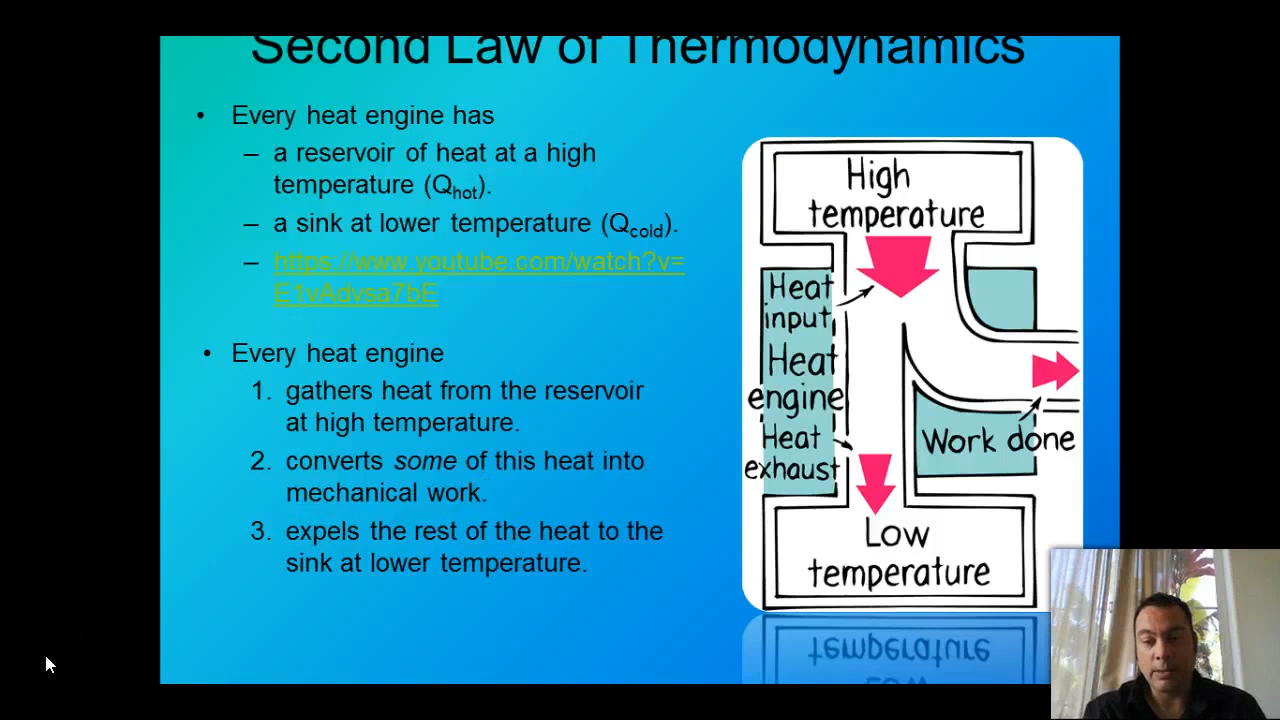 Second Law of Thermodynamics
• Every heat engine has
– a reservoir of heat at a high
temperature (Qhot).
– a sink at lower temperature (Qcold).
– https://www.youtube.com/watch?v=
E1vAdvsa7bE
• Every heat engine
1. gathers heat from the reservoir
at high temperature.
2. converts some of this heat into
mechanical work.
3. expels the rest of the heat to the
sink at lower temperature.
High
temperature
Heat
input
Heat
engine
Heat
exhaust
Work done
Low
temperature